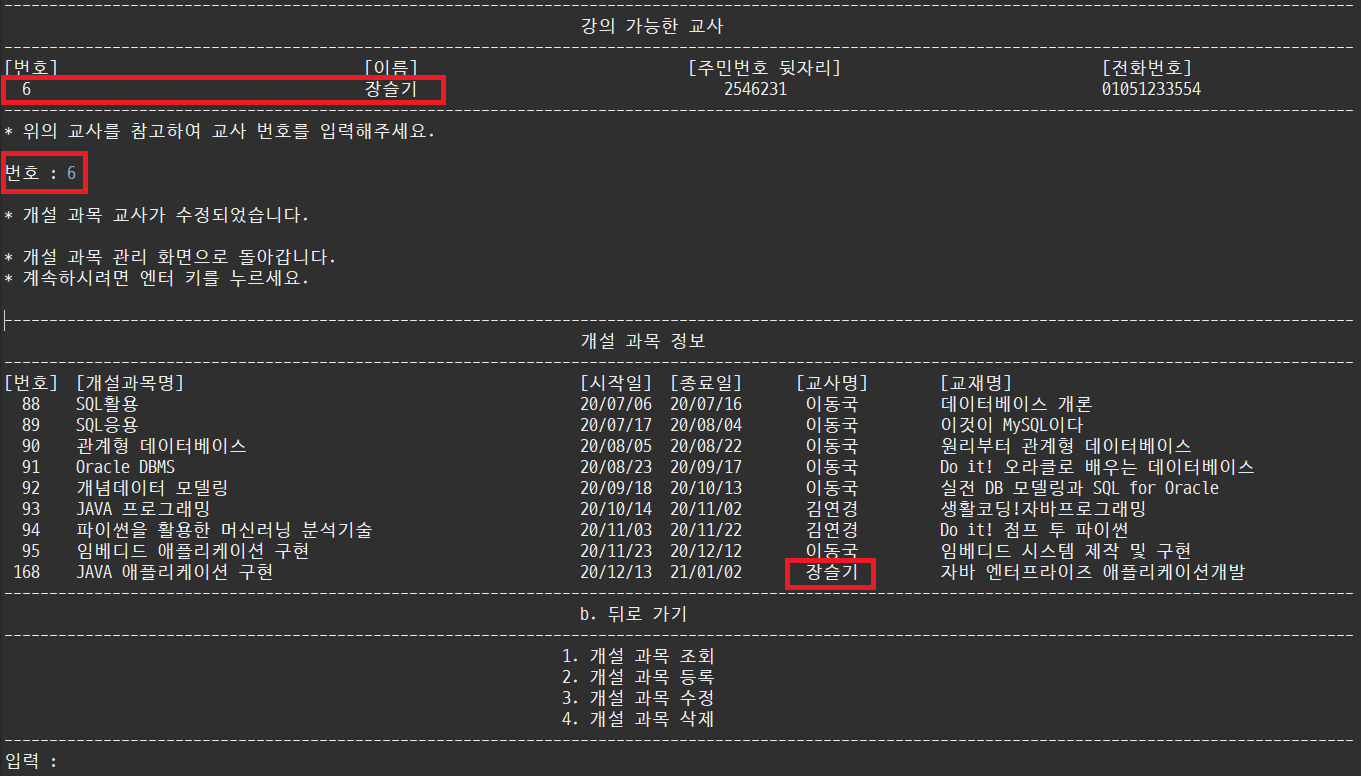 강의 가능한 교사
[번호] [이름] [주민번호 뒷자리] [전화번호]
6 장슬기 2546231 01051233554
* 위의 교사를 참고하여 교사 번호를 입력해주세요.
번호 : 6
* 개설 과목 교사가 수정되었습니다.
* 개설 과목 관리 화면으로 돌아갑니다.
* 계속하시려면 엔터 키를 누르세요.
개설 과목 정보
[번호] [개설과목명] [시작일] [종료일] [교사명] [교재명]
88 SQL활용 20/07/06 20/07/16 이동국 데이터베이스 개론
89 SQL응용 20/07/17 20/08/04 이동국 이것이 MySQL이다
90 관계형 데이터베이스 20/08/05 20/08/22 이동국 원리부터 관계형 데이터베이스
91 Oracle DBMS 20/08/23 20/09/17 이동국 Do it! 오라클로 배우는 데이터베이스
92 개념데이터 모델링 20/09/18 20/10/13 이동국 실전 DB 모델링과 SQL for Oracle
93 JAVA 프로그래밍 20/10/14 20/11/02 김연경 생활코딩!자바프로그래밍
94 파이썬을 활용한 머신러닝 분석기술 20/11/03 20/11/22 김연경 Do it! 점프 투 파이썬
95 임베디드 애플리케이션 구현 20/11/23 20/12/12 이동국 임베디드 시스템 제작 및 구현
168 JAVA 애플리케이션 구현 20/12/13 21/01/02 장슬기 자바 엔터프라이즈 애플리케이션개발
b. 뒤로 가기
1. 개설 과목 조회
2. 개설 과목 등록
3. 개설 과목 수정
4. 개설 과목 삭제
입력 :